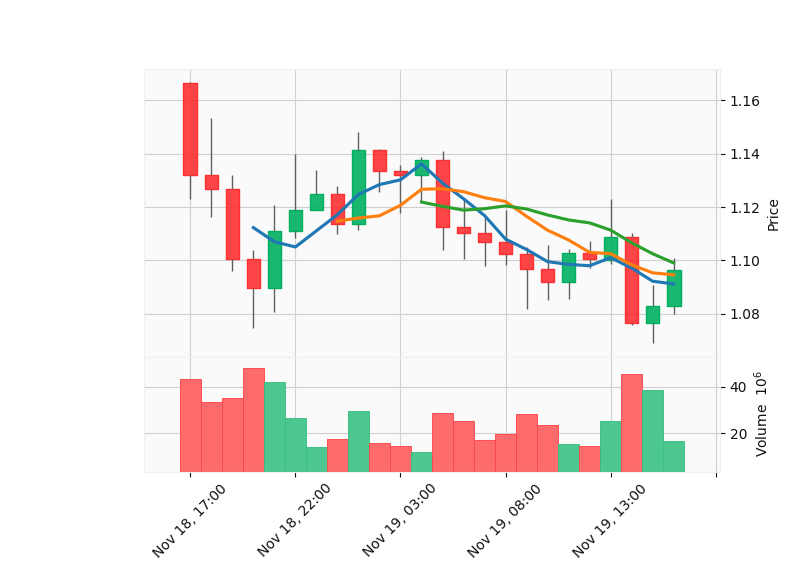 1.16
1.14
1.12
1.10
1.08
Price
40
20
Volume 10^6
Nov 18, 17:00
Nov 18, 22:00
Nov 19, 03:00
Nov 19, 08:00
Nov 19, 13:00